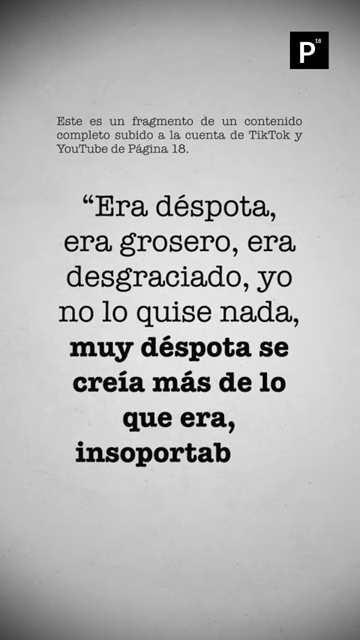 P18
Este es un fragmento de un contenido
completo subido a la cuenta de TikTok y
YouTube de Página 18.
“Era déspota,
era grosero, era
desgraciado, yo
no lo quise nada,
muy déspota se
creía más de lo
que era,
insoportab